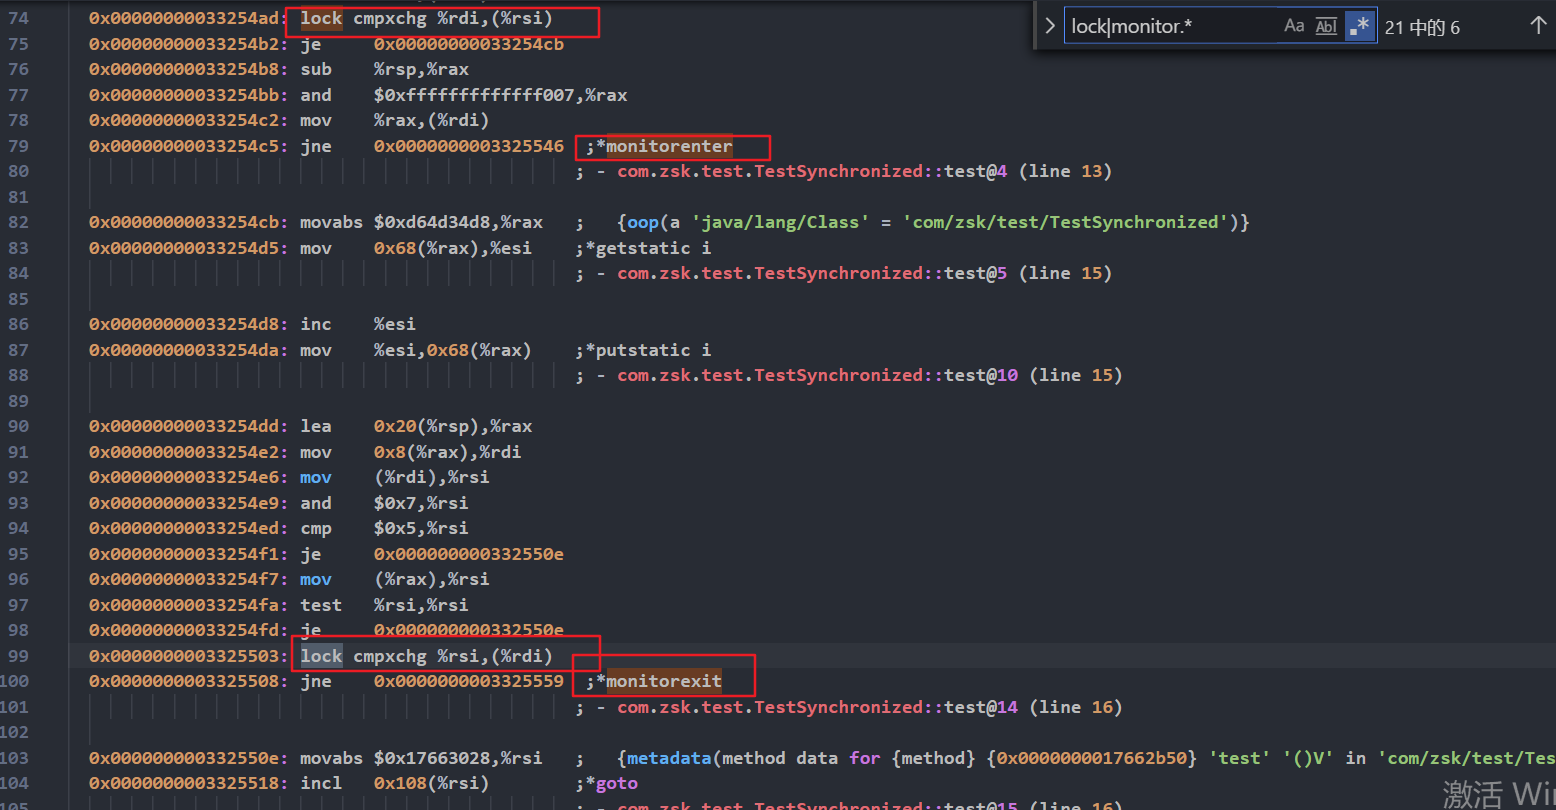 lock|monitor.* Aa Abl .* 21 中的 6
74 0x00000000033254ad: lock cmpxchg %rdi,(%rsi)
75 0x00000000033254b2: je 0x00000000033254cb
76 0x00000000033254b8: sub %rsp,%rax
77 0x00000000033254bb: and $0xfffffffffffff007,%rax
78 0x00000000033254c2: mov %rax,(%rdi)
79 0x00000000033254c5: jne 0x0000000003325546 ;*monitorenter
80 ; - com.zsk.test.TestSynchronized::test@4 (line 13)
81
82 0x00000000033254cb: movabs $0xd64d34d8,%rax ; {oop(a 'java/lang/Class' = 'com/zsk/test/TestSynchronized')}
83 0x00000000033254d5: mov 0x68(%rax),%esi ;*getstatic i
84 ; - com.zsk.test.TestSynchronized::test@5 (line 15)
85
86 0x00000000033254d8: inc %esi
87 0x00000000033254da: mov %esi,0x68(%rax) ;*putstatic i
88 ; - com.zsk.test.TestSynchronized::test@10 (line 15)
89
90 0x00000000033254dd: lea 0x20(%rsp),%rax
91 0x00000000033254e2: mov 0x8(%rax),%rdi
92 0x00000000033254e6: mov (%rdi),%rsi
93 0x00000000033254e9: and $0x7,%rsi
94 0x00000000033254ed: cmp $0x5,%rsi
95 0x00000000033254f1: je 0x000000000332550e
96 0x00000000033254f7: mov (%rax),%rsi
97 0x00000000033254fa: test %rsi,%rsi
98 0x00000000033254fd: je 0x000000000332550e
99 0x0000000003325503: lock cmpxchg %rsi,(%rdi)
100 0x0000000003325508: jne 0x0000000003325559 ;*monitorexit
101 ; - com.zsk.test.TestSynchronized::test@14 (line 16)
102
103 0x000000000332550e: movabs $0x17663028,%rsi ; {metadata(method data for {method} {0x0000000017662b50} 'test' '()V' in 'com/zsk/test/Tes
104 0x0000000003325518: incl 0x108(%rsi) ;*goto
105 ; - com.zsk.test.TestSynchronized::test@15 (line 16)
激活 Wi